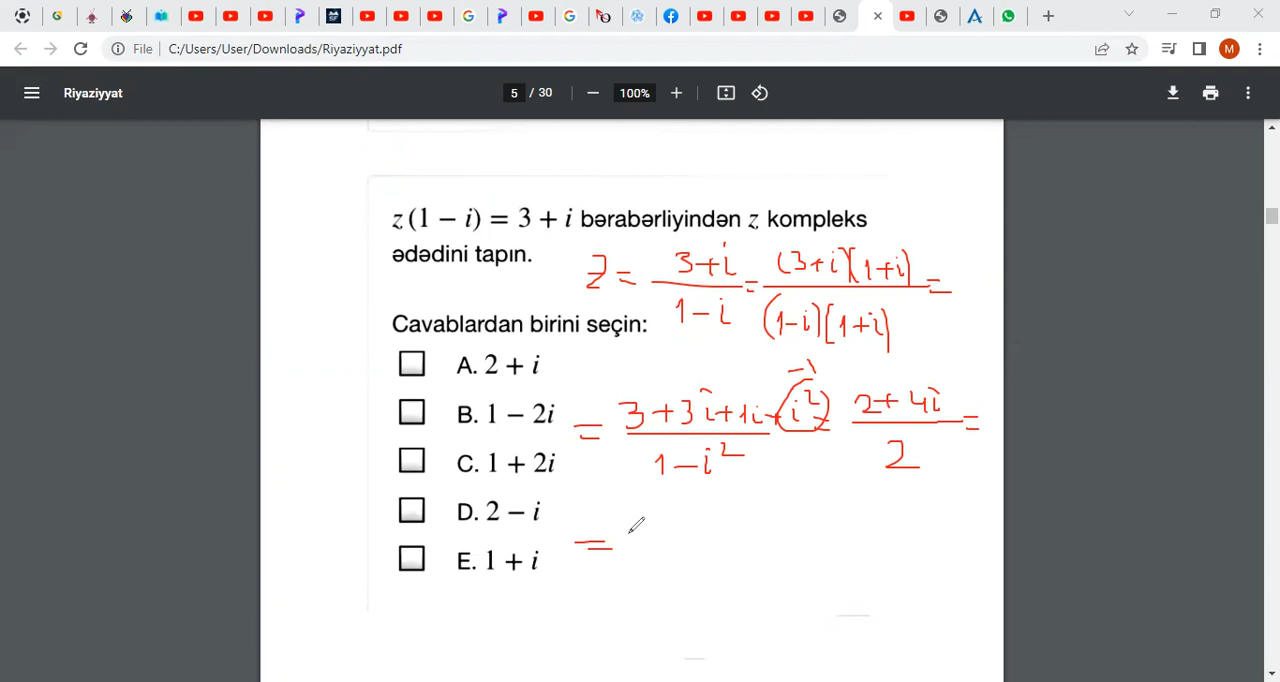 File C:/Users/User/Downloads/Riyaziyyat.pdf M
Riyaziyyat 5 / 30 100%
z (1 − i) = 3 + i bərabərliyindən z kompleks
ədədini tapın.
z = 3+i / 1−i = (3+i)(1+i) / (1−i)(1+i) =
Cavablardan birini seçin:
A. 2 + i
−1
B. 1 − 2i
= 3+3i+1i+i² / 1−i² = 2+4i / 2 =
C. 1 + 2i
D. 2 − i
=
E. 1 + i